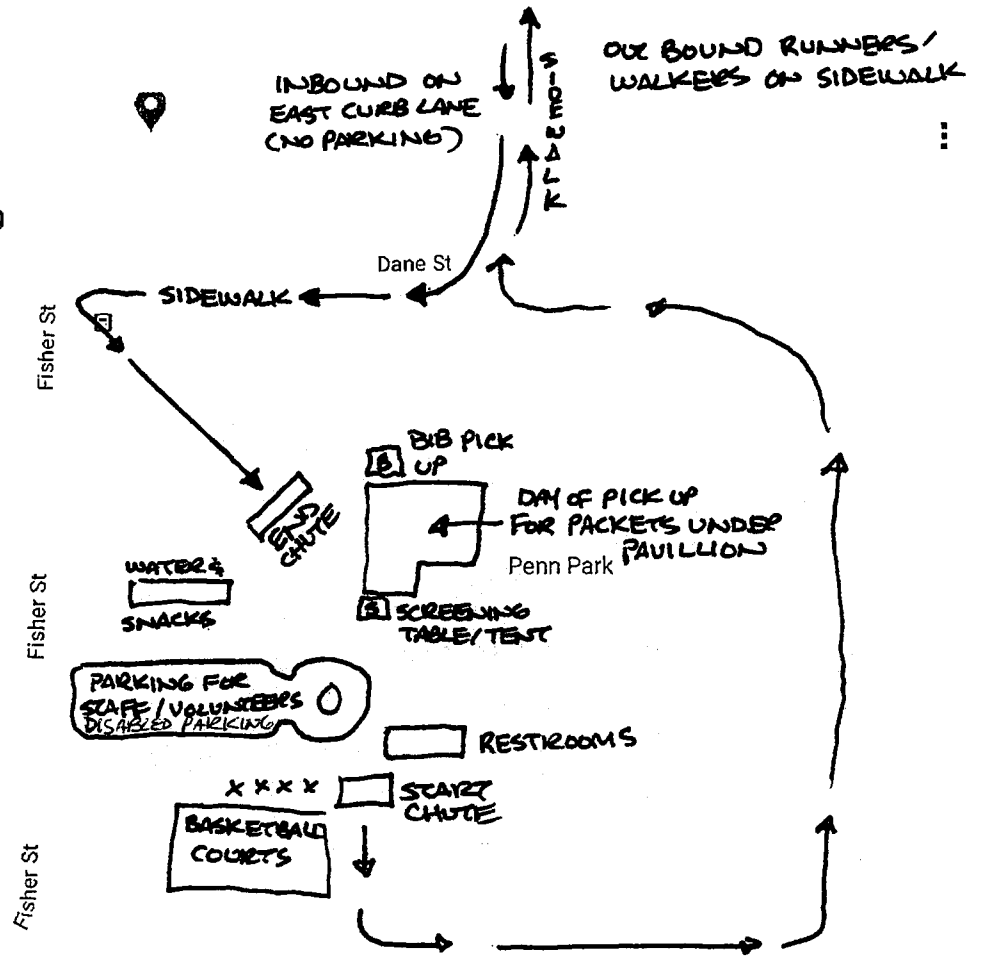 OUT BOUND RUNNERS/
WALKERS ON SIDEWALK
INBOUND ON
EAST CURB LANE
(NO PARKING)
SIDEWALK
Dane St
SIDEWALK
Fisher St
B
BIB PICK
UP
DAY OF PICK UP
FOR PACKETS UNDER
PAVILLION
Penn Park
END
CHUTE
WATER &
SNACKS
Fisher St
S
SCREENING
TABLE/TENT
PARKING FOR
STAFF/VOLUNTEERS
DISABLED PARKING
RESTROOMS
X X X X
START
CHUTE
BASKETBALL
COURTS
Fisher St